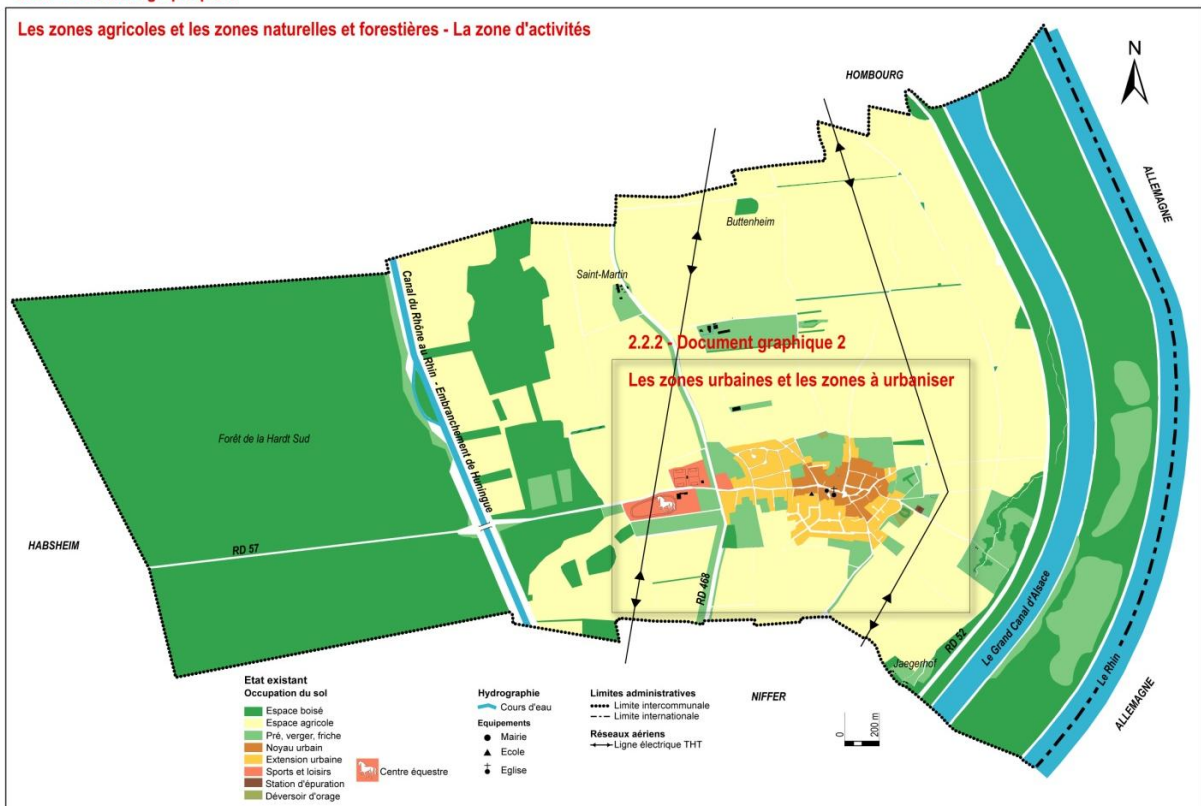 Les zones agricoles et les zones naturelles et forestières - La zone d'activités
N
HOMBOURG
ALLEMAGNE
Buttenheim
Saint-Martin
Canal du Rhône au Rhin - Embranchement de Huningue
2.2.2 - Document graphique 2
Les zones urbaines et les zones à urbaniser
Forêt de la Hardt Sud
HABSHEIM
RD 57
RD 468
Le Grand Canal d'Alsace
RD 52
Jaegerhof
Le Rhin
ALLEMAGNE
NIFFER
Etat existant
Occupation du sol
Espace boisé
Espace agricole
Pré, verger, friche
Noyau urbain
Extension urbaine
Sports et loisirs
Station d'épuration
Déversoir d'orage
Centre équestre
Hydrographie
Cours d'eau
Equipements
Mairie
Ecole
Eglise
Limites administratives
Limite intercommunale
Limite internationale
Réseaux aériens
Ligne électrique THT
0
200 m